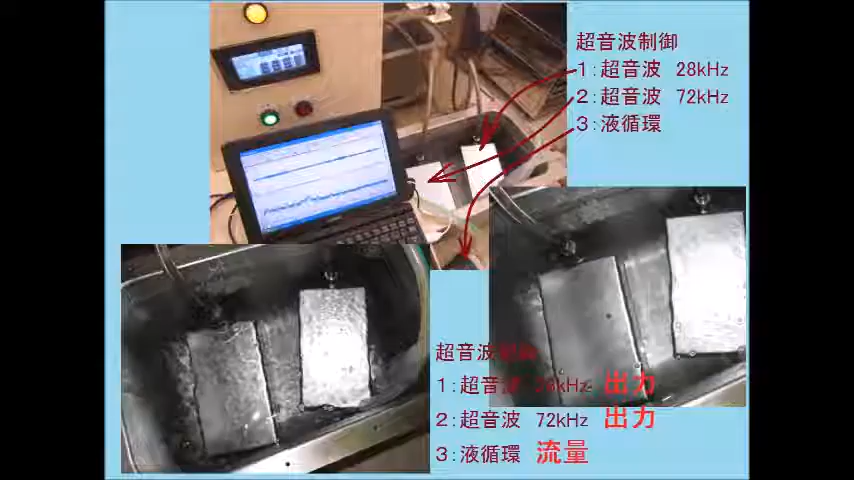 超音波制御
1:超音波 28kHz
2:超音波 72kHz
3:液循環
超音波制御
1:超音波 28kHz 出力
2:超音波 72kHz 出力
3:液循環 流量